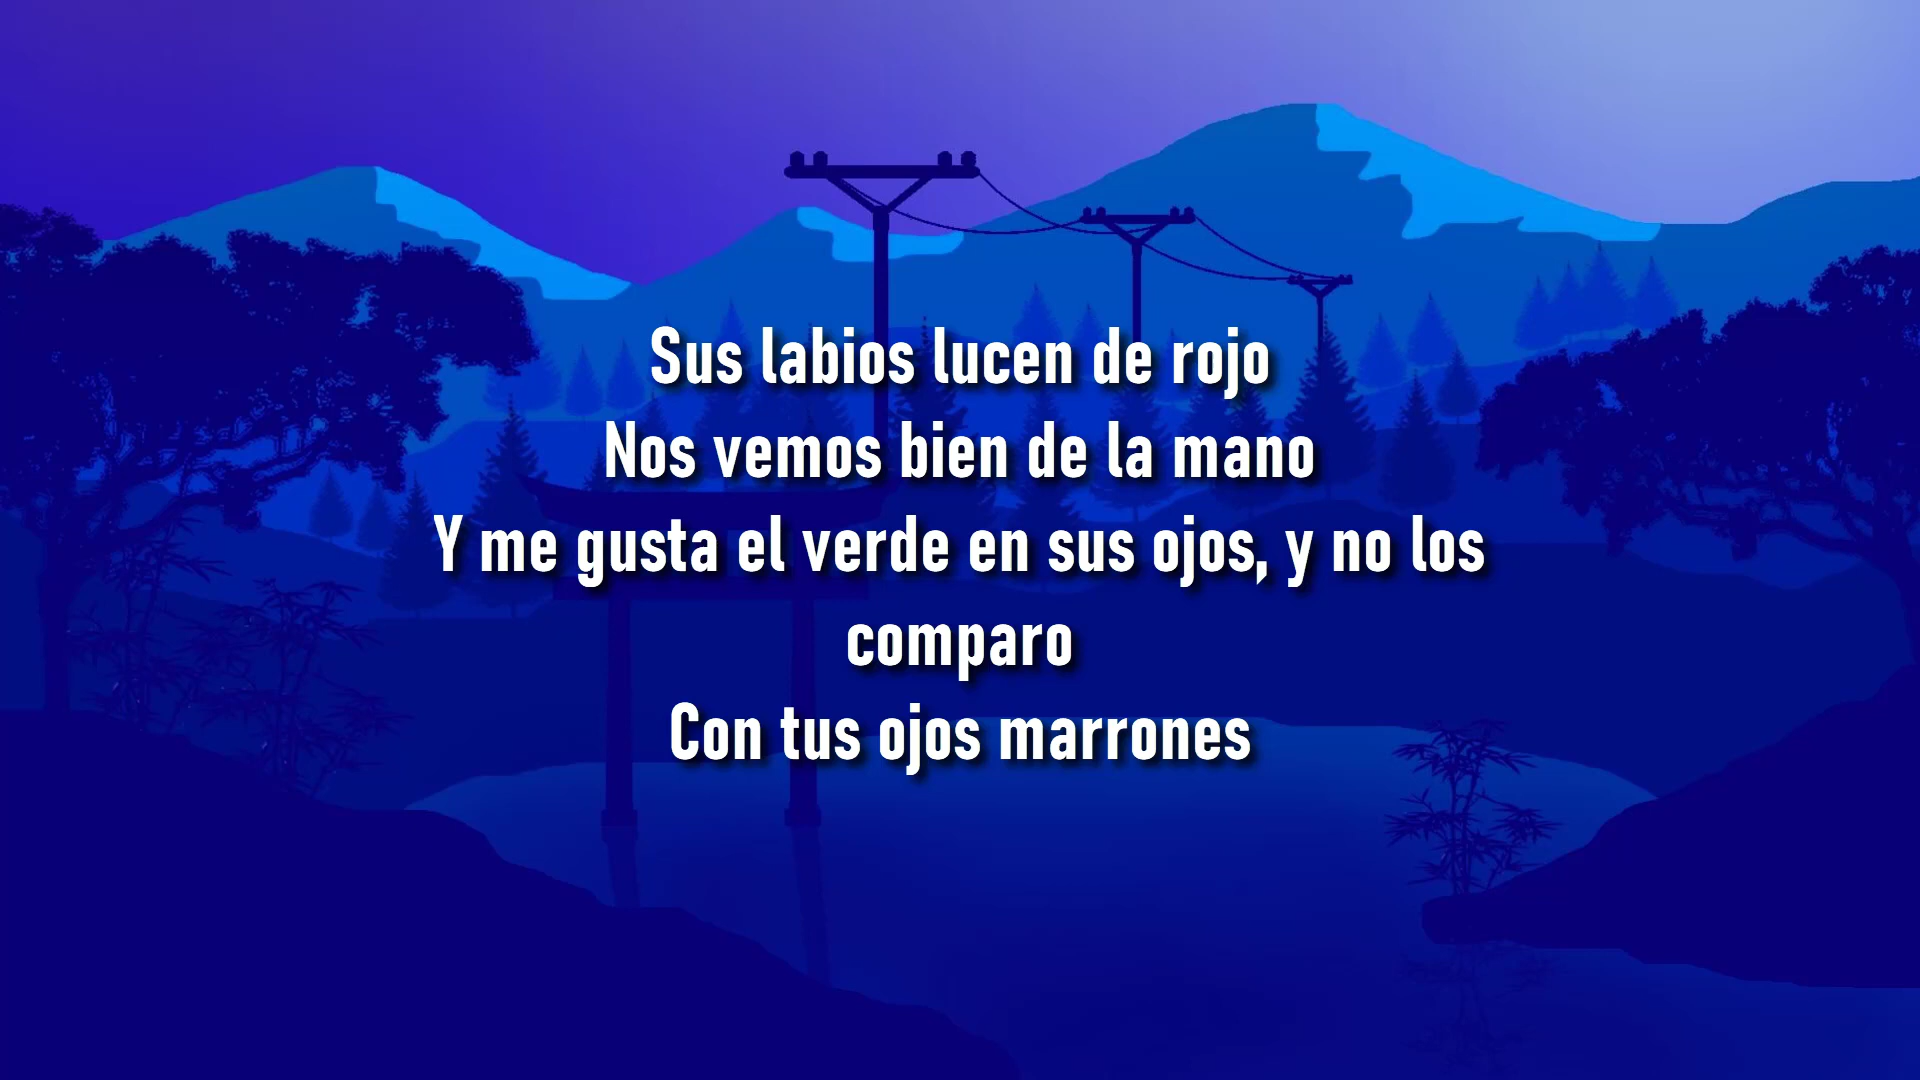 Sus labios lucen de rojo
Nos vemos bien de la mano
Y me gusta el verde en sus ojos, y no los
comparo
Con tus ojos marrones